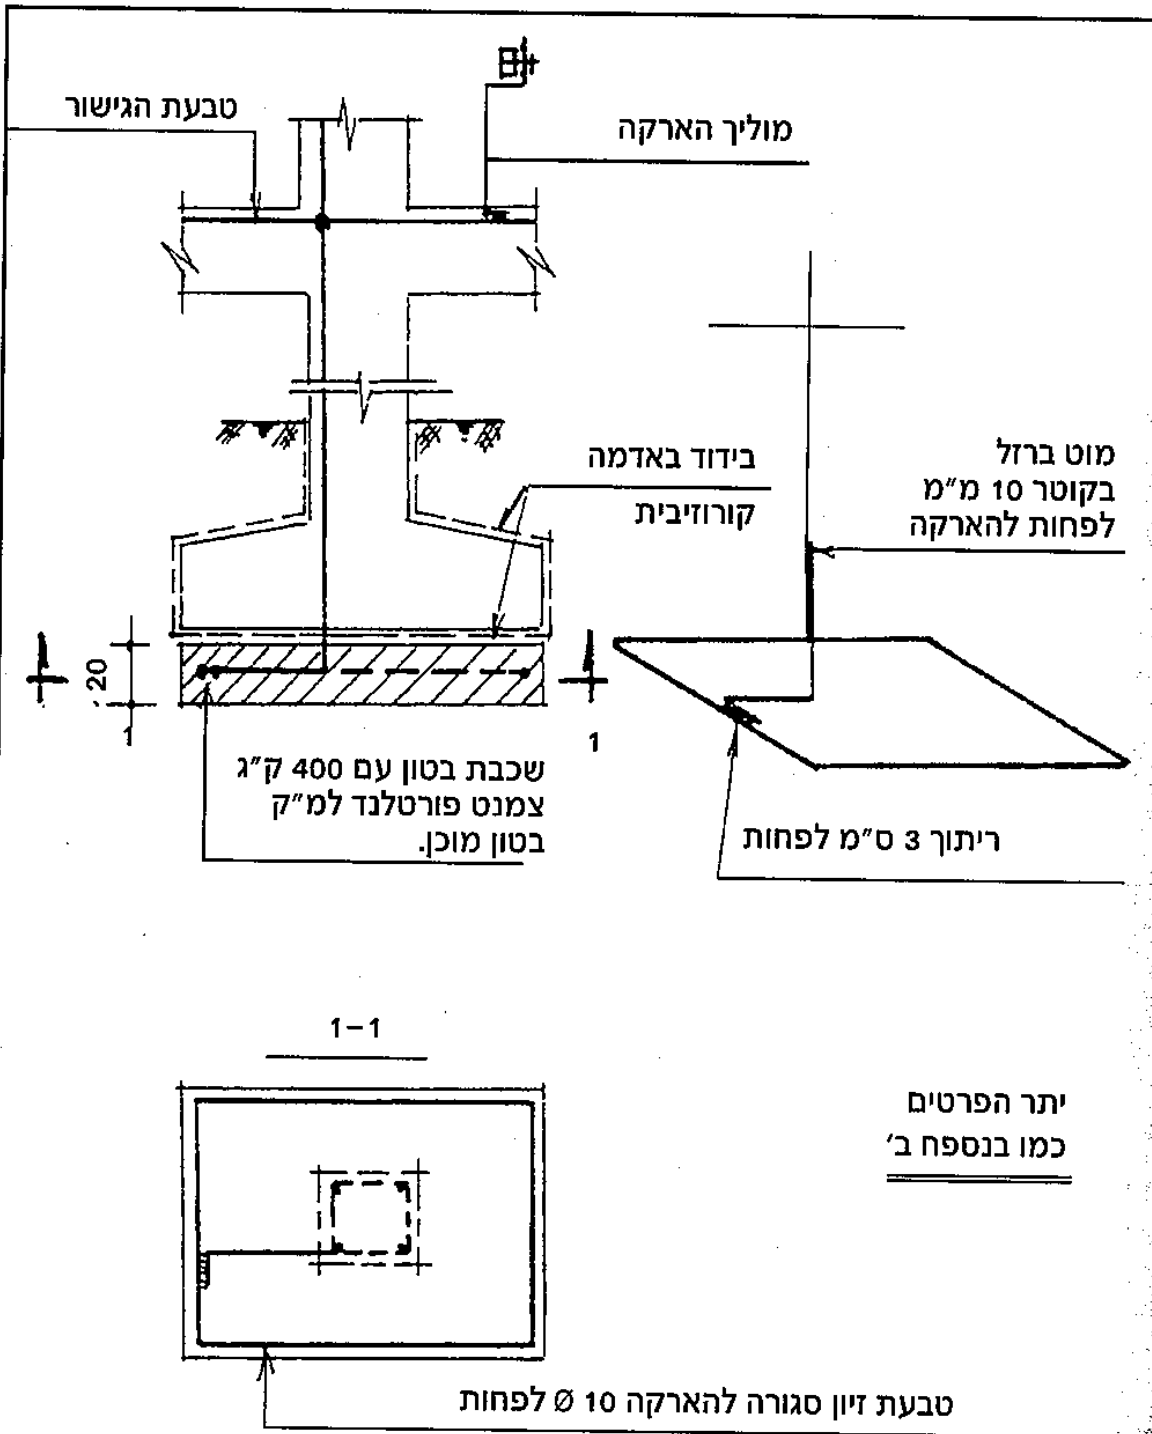 טבעת הגישור
מוליך הארקה
בידוד באדמה
קורוזיבית
מוט ברזל
בקוטר 10 מ"מ
לפחות להארקה
20
1
1
שכבת בטון עם 400 ק"ג
צמנט פורטלנד למ"ק
בטון מוכן.
ריתוך 3 ס"מ לפחות
1-1
יתר הפרטים
כמו בנספח ב'
טבעת זיון סגורה להארקה 10 Ø לפחות